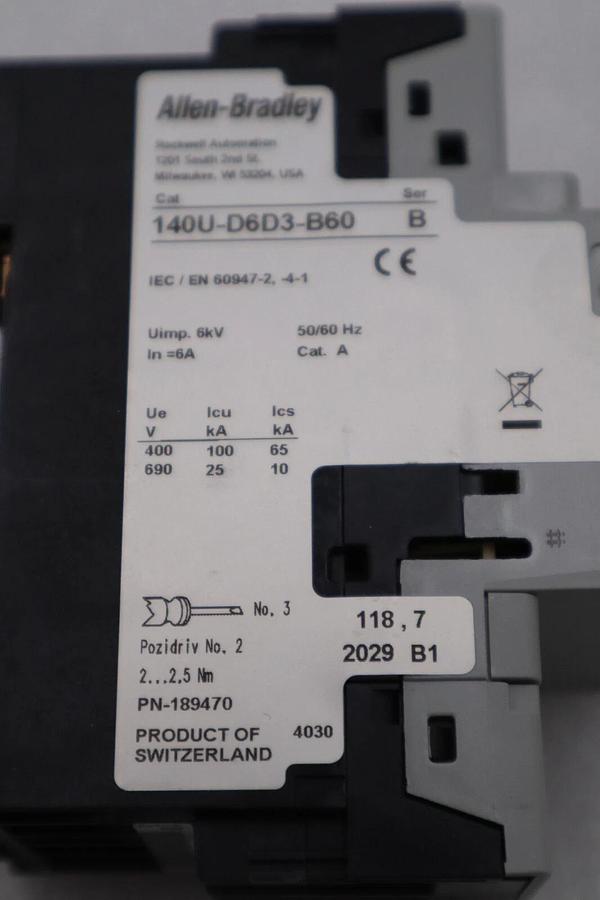 Allen-Bradley
Rockwell Automation
1201 South 2nd St.
Milwaukee, WI 53204, USA
Cat Ser
140U-D6D3-B60 B
CE
IEC / EN 60947-2, -4-1
Uimp. 6kV 50/60 Hz
In =6A Cat. A
Ue Icu Ics
V kA kA
400 100 65
690 25 10
No. 3
Pozidriv No. 2
2...2.5 Nm
PN-189470
118,7
2029 B1
PRODUCT OF 4030
SWITZERLAND